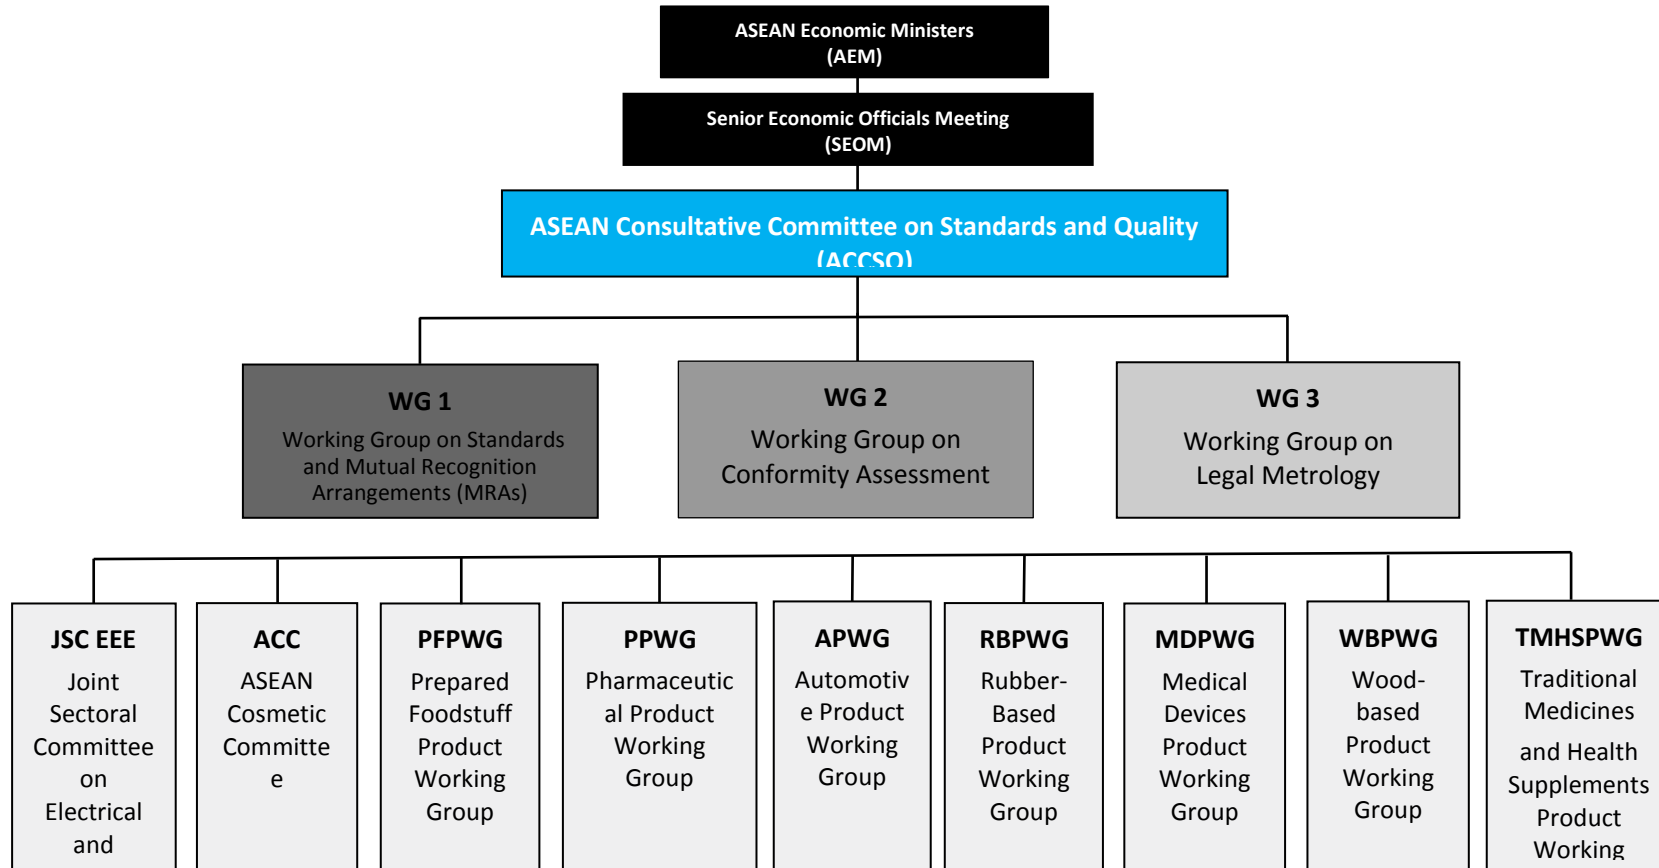 ASEAN Economic Ministers
(AEM)
Senior Economic Officials Meeting
(SEOM)
ASEAN Consultative Committee on Standards and Quality
(ACCSQ)
WG 1
Working Group on Standards
and Mutual Recognition
Arrangements (MRAs)
WG 2
Working Group on
Conformity Assessment
WG 3
Working Group on
Legal Metrology
JSC EEE
Joint
Sectoral
Committee
on
Electrical
and
ACC
ASEAN
Cosmetic
Committe
e
PFPWG
Prepared
Foodstuff
Product
Working
Group
PPWG
Pharmaceutic
al Product
Working
Group
APWG
Automotiv
e Product
Working
Group
RBPWG
Rubber-
Based
Product
Working
Group
MDPWG
Medical
Devices
Product
Working
Group
WBPWG
Wood-
based
Product
Working
Group
TMHSPWG
Traditional
Medicines
and Health
Supplements
Product
Working